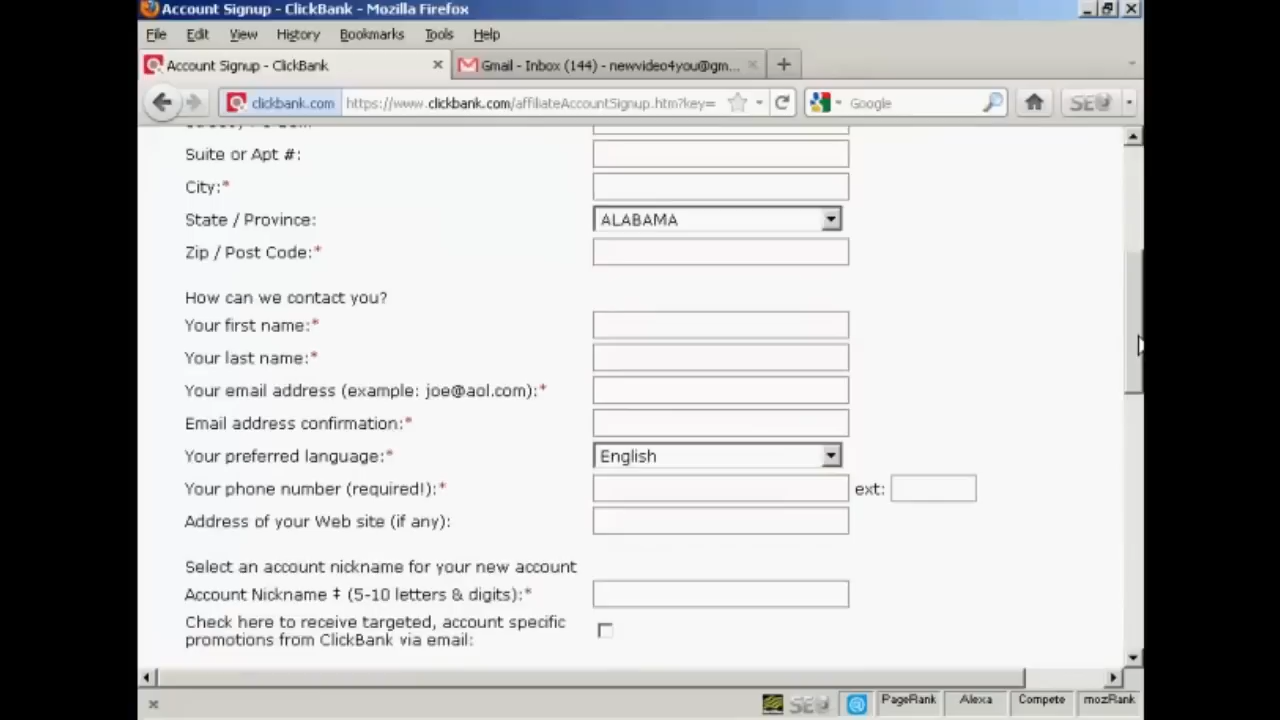 Account Signup - ClickBank - Mozilla Firefox
File Edit View History Bookmarks Tools Help
Account Signup - ClickBank
Gmail - Inbox (144) - newvideo4you@gm...
clickbank.com https://www.clickbank.com/affiliateAccountSignup.htm?key=
Google
SE
Suite or Apt #:
City:*
State / Province: ALABAMA
Zip / Post Code:*
How can we contact you?
Your first name:*
Your last name:*
Your email address (example: joe@aol.com):*
Email address confirmation:*
Your preferred language:* English
Your phone number (required!):* ext:
Address of your Web site (if any):
Select an account nickname for your new account
Account Nickname ‡ (5-10 letters & digits):*
Check here to receive targeted, account specific
promotions from ClickBank via email:
SE PageRank Alexa Compete mozRank